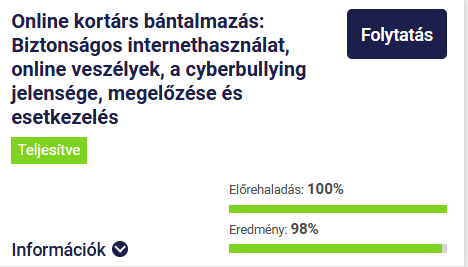 Online kortárs bántalmazás:
Biztonságos internethasználat,
online veszélyek, a cyberbullying
jelensége, megelőzése és
esetkezelés
Folytatás
Teljesítve
Előrehaladás: 100%
Eredmény: 98%
Információk